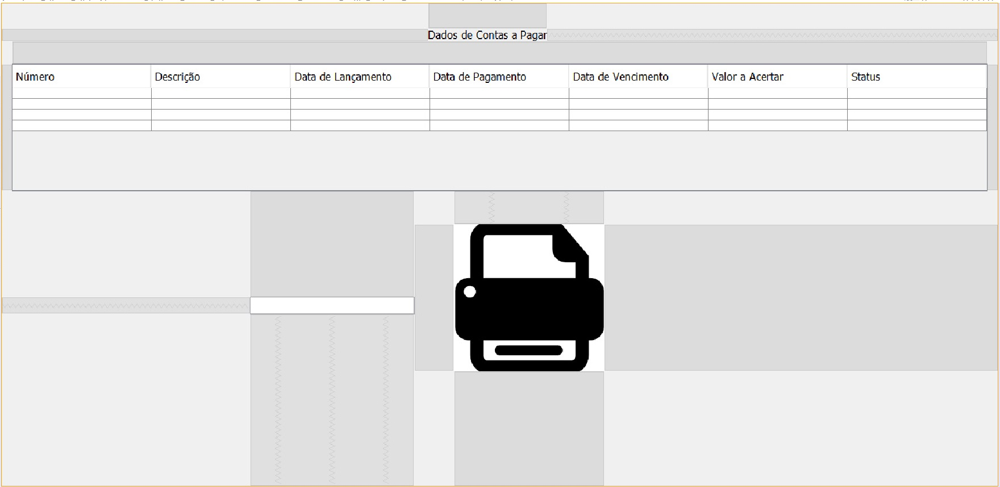 Dados de Contas a Pagar
Número Descrição Data de Lançamento Data de Pagamento Data de Vencimento Valor a Acertar Status